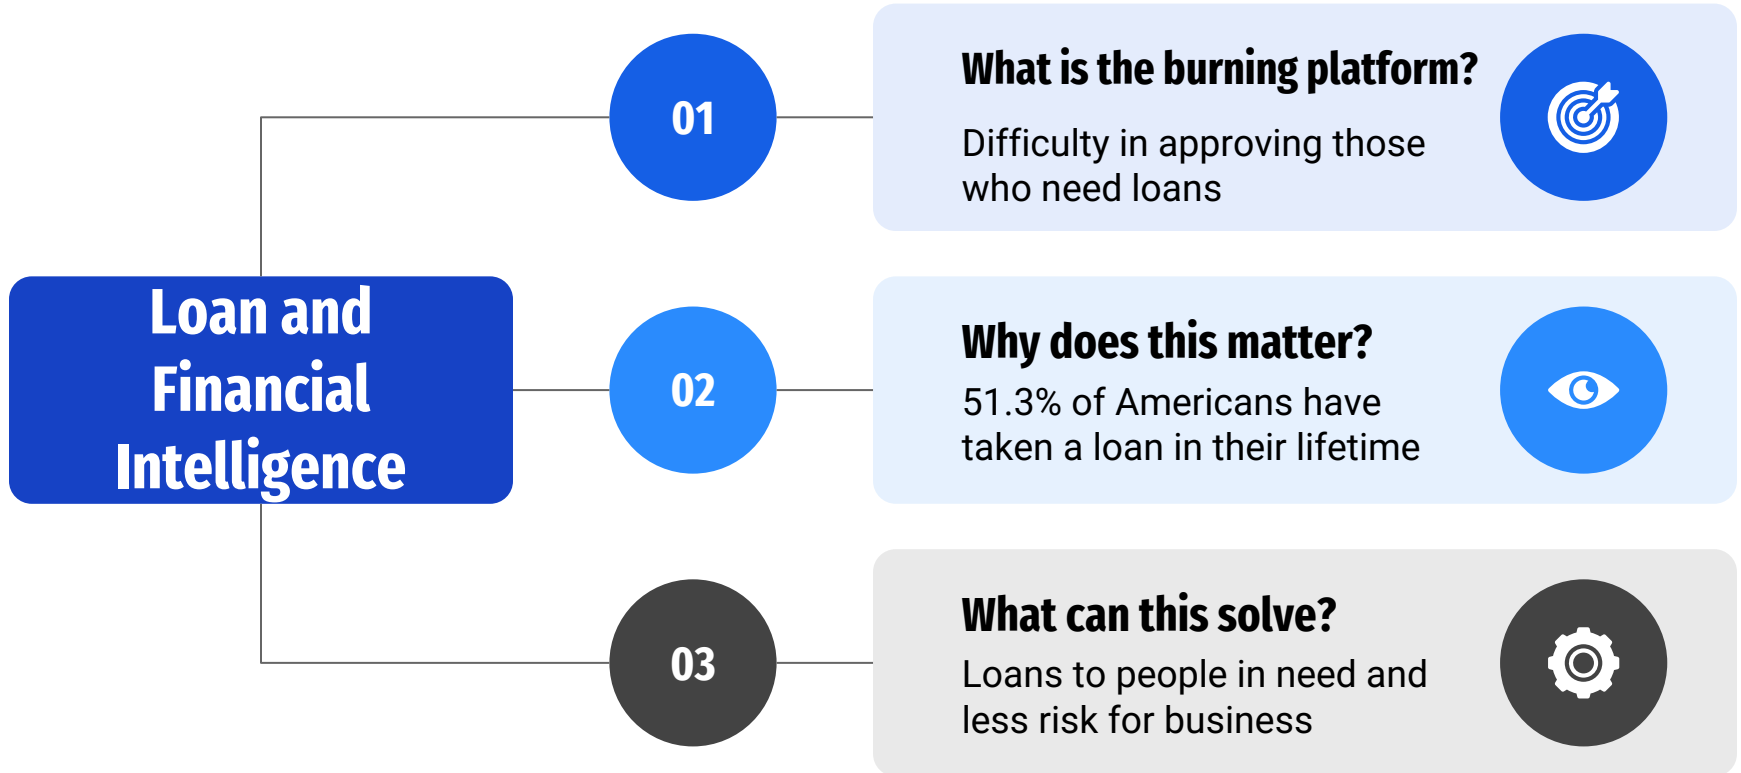 Loan and
Financial
Intelligence
01
What is the burning platform?
Difficulty in approving those
who need loans
02
Why does this matter?
51.3% of Americans have
taken a loan in their lifetime
03
What can this solve?
Loans to people in need and
less risk for business